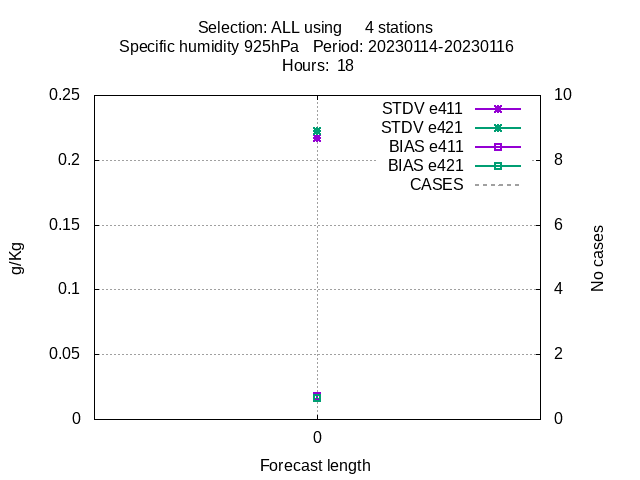 Selection: ALL using 4 stations
Specific humidity 925hPa Period: 20230114-20230116
Hours: 18
0.25
0.2
0.15
0.1
0.05
0
g/Kg
STDV e411
STDV e421
BIAS e411
BIAS e421
CASES
10
8
6
4
2
0
No cases
0
Forecast length